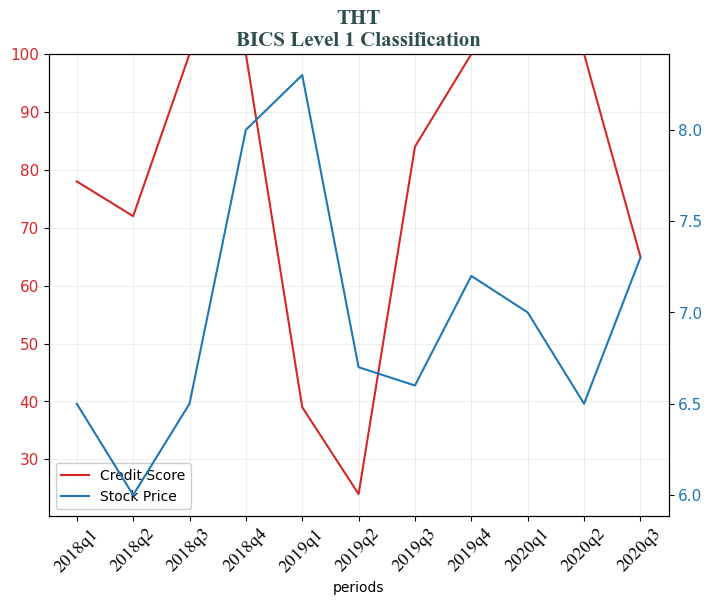 THT
BICS Level 1 Classification
100
90
80
70
60
50
40
30
8.0
7.5
7.0
6.5
6.0
Credit Score
Stock Price
2018q1
2018q2
2018q3
2018q4
2019q1
2019q2
2019q3
2019q4
2020q1
2020q2
2020q3
periods